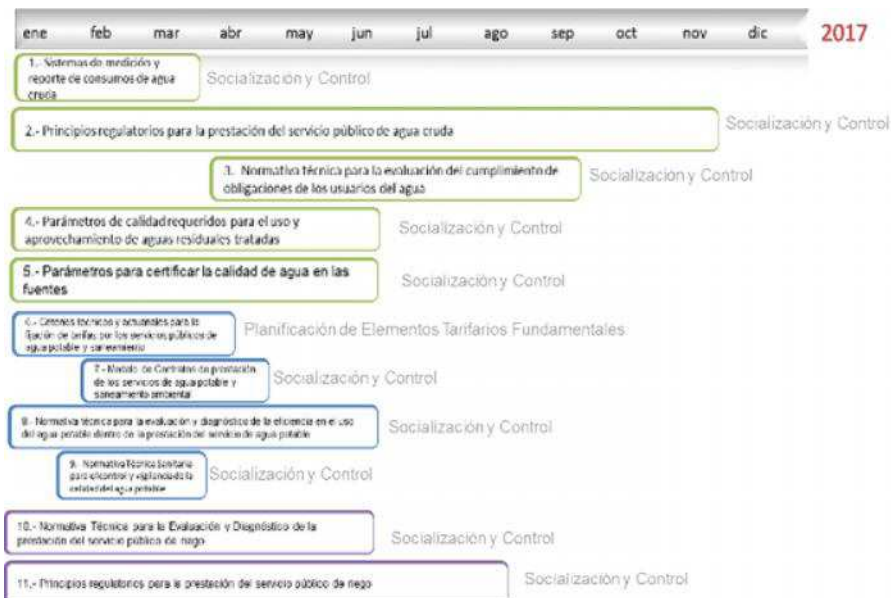 ene feb mar abr may jun jul ago sep oct nov dic 2017
1.- Sistemas de medición y
reporte de consumos de agua
cruda
Socialización y Control
2.- Principios regulatorios para la prestación del servicio público de agua cruda
Socialización y Control
3. Normativa técnica para la evaluación del cumplimiento de
obligaciones de los usuarios del agua
Socialización y Control
4.- Parámetros de calidad requeridos para el uso y
aprovechamiento de aguas residuales tratadas
Socialización y Control
5.- Parámetros para certificar la calidad de agua en las
fuentes
Socialización y Control
6.- Criterios técnicos y actuariales para la
fijación de tarifas por los servicios públicos de
agua potable y saneamiento
Planificación de Elementos Tarifarios Fundamentales
7.- Modelo de Contratos de prestación
de los servicios de agua potable y
saneamiento ambiental
Socialización y Control
8.- Normativa técnica para la evaluación y diagnóstico de la eficiencia en el uso
del agua potable dentro de la prestación del servicio de agua potable
Socialización y Control
9. Normativa Técnica Sanitaria
para el control y vigilancia de la
calidad del agua potable
Socialización y Control
10.- Normativa Técnica para la Evaluación y Diagnóstico de la
prestación del servicio público de riego
Socialización y Control
11.- Principios regulatorios para la prestación del servicio público de riego
Socialización y Control